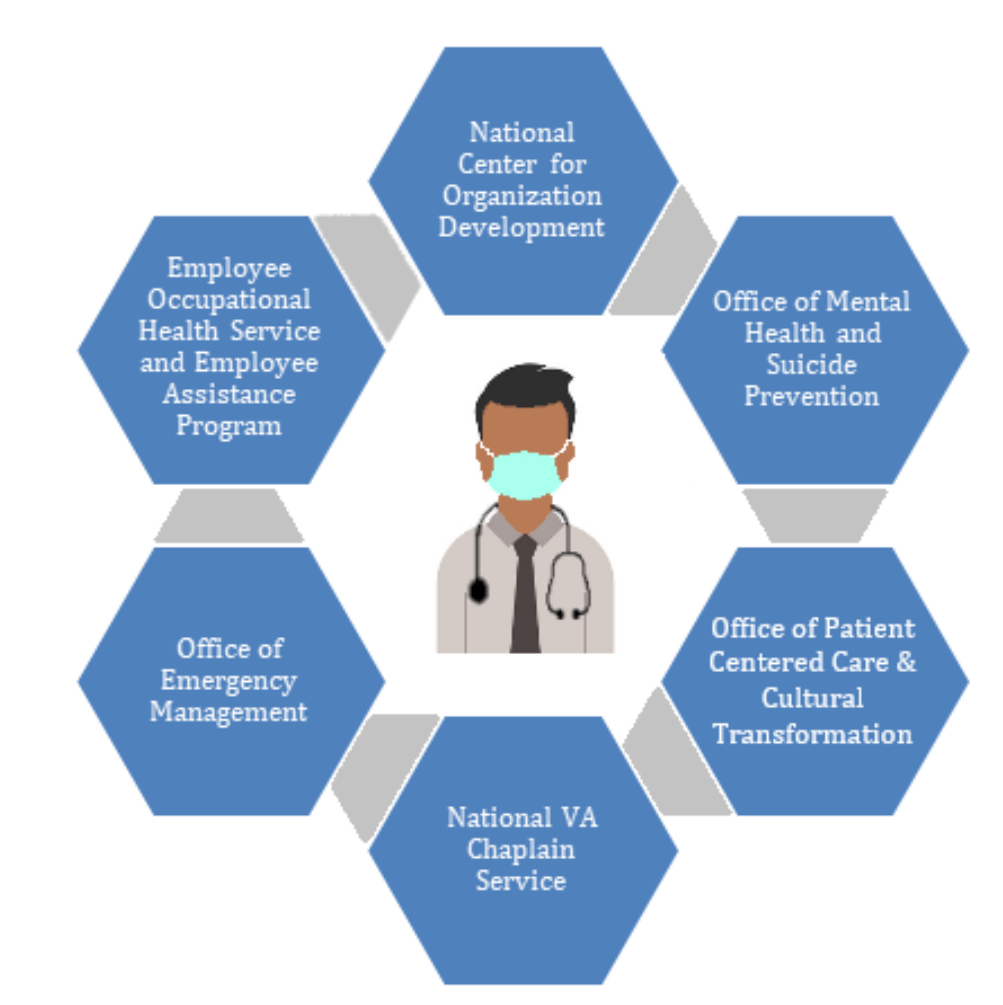 National
Center for
Organization
Development
Office of Mental
Health and
Suicide
Prevention
Office of Patient
Centered Care &
Cultural
Transformation
National VA
Chaplain
Service
Office of
Emergency
Management
Employee
Occupational
Health Service
and Employee
Assistance
Program